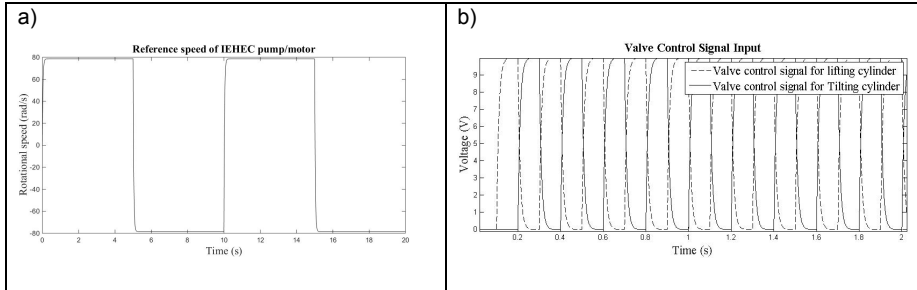 a)
Reference speed of IEHEC pump/motor
Rotational speed (rad/s)
80
60
40
20
0
-20
-40
-60
-80
0 2 4 6 8 10 12 14 16 18 20
Time (s)
b)
Valve Control Signal Input
Valve control signal for lifting cylinder
Valve control signal for Tilting cylinder
Voltage (V)
9
8
7
6
5
4
3
2
1
0
0.2 0.4 0.6 0.8 1 1.2 1.4 1.6 1.8 2
Time (s)